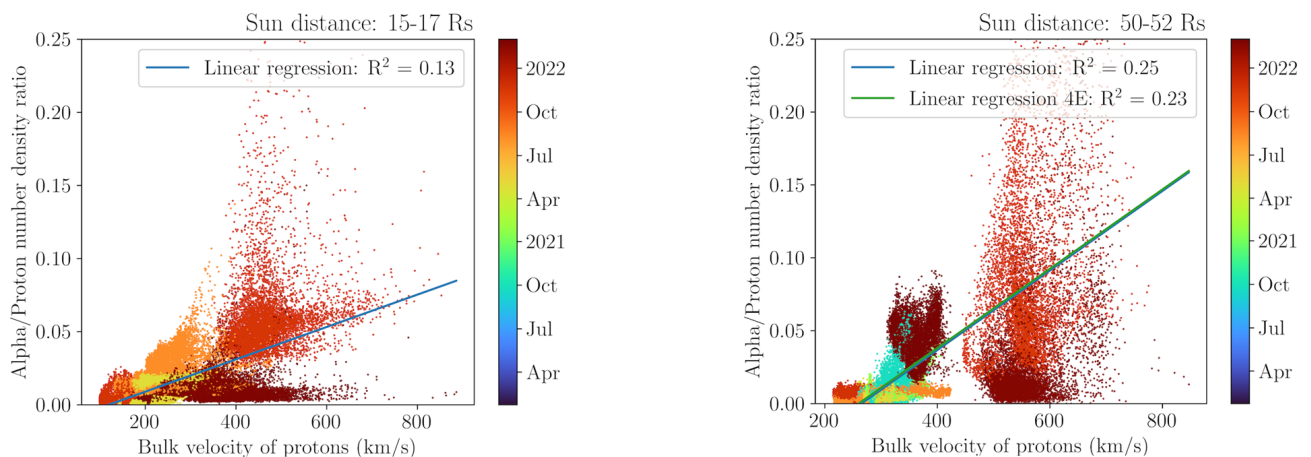 Sun distance: 15-17 Rs
Alpha/Proton number density ratio
0.25
0.20
0.15
0.10
0.05
0.00
Linear regression: R² = 0.13
200
400
600
800
Bulk velocity of protons (km/s)
2022
Oct
Jul
Apr
2021
Oct
Jul
Apr
Sun distance: 50-52 Rs
Alpha/Proton number density ratio
0.25
0.20
0.15
0.10
0.05
0.00
Linear regression: R² = 0.25
Linear regression 4E: R² = 0.23
200
400
600
800
Bulk velocity of protons (km/s)
2022
Oct
Jul
Apr
2021
Oct
Jul
Apr